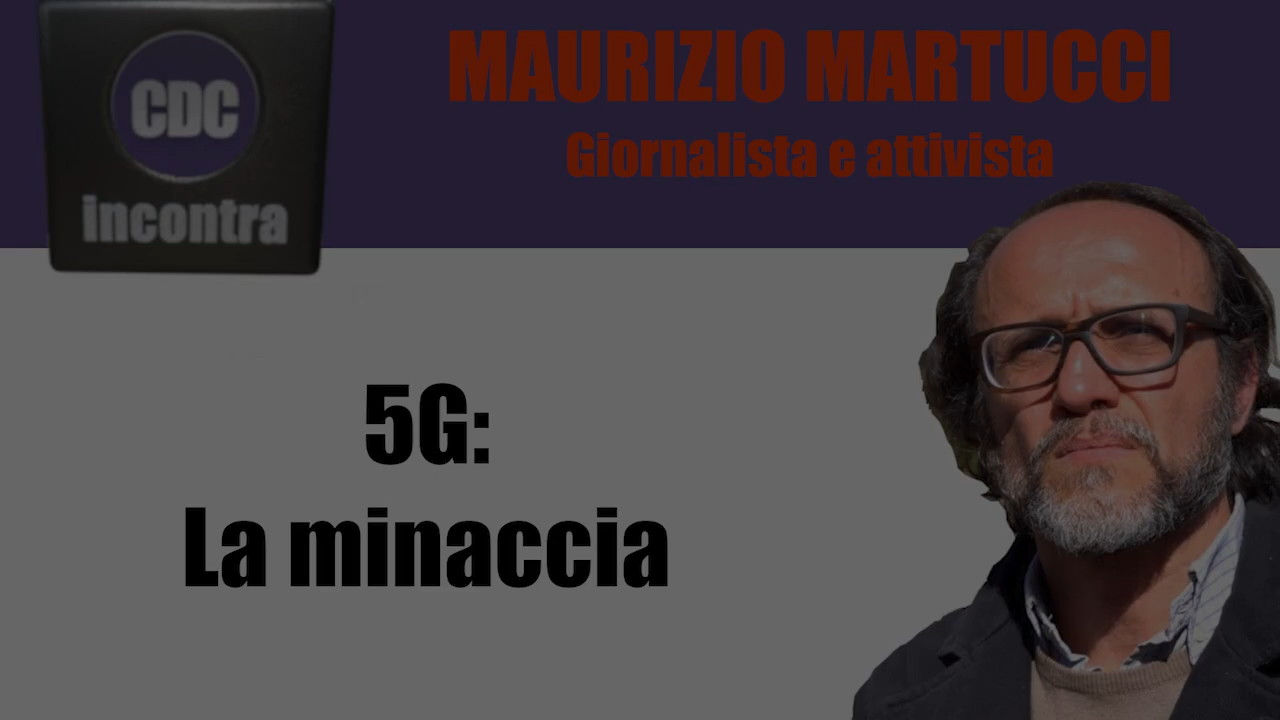 CDC
incontra
MAURIZIO MARTUCCI
Giornalista e attivista
5G:
La minaccia